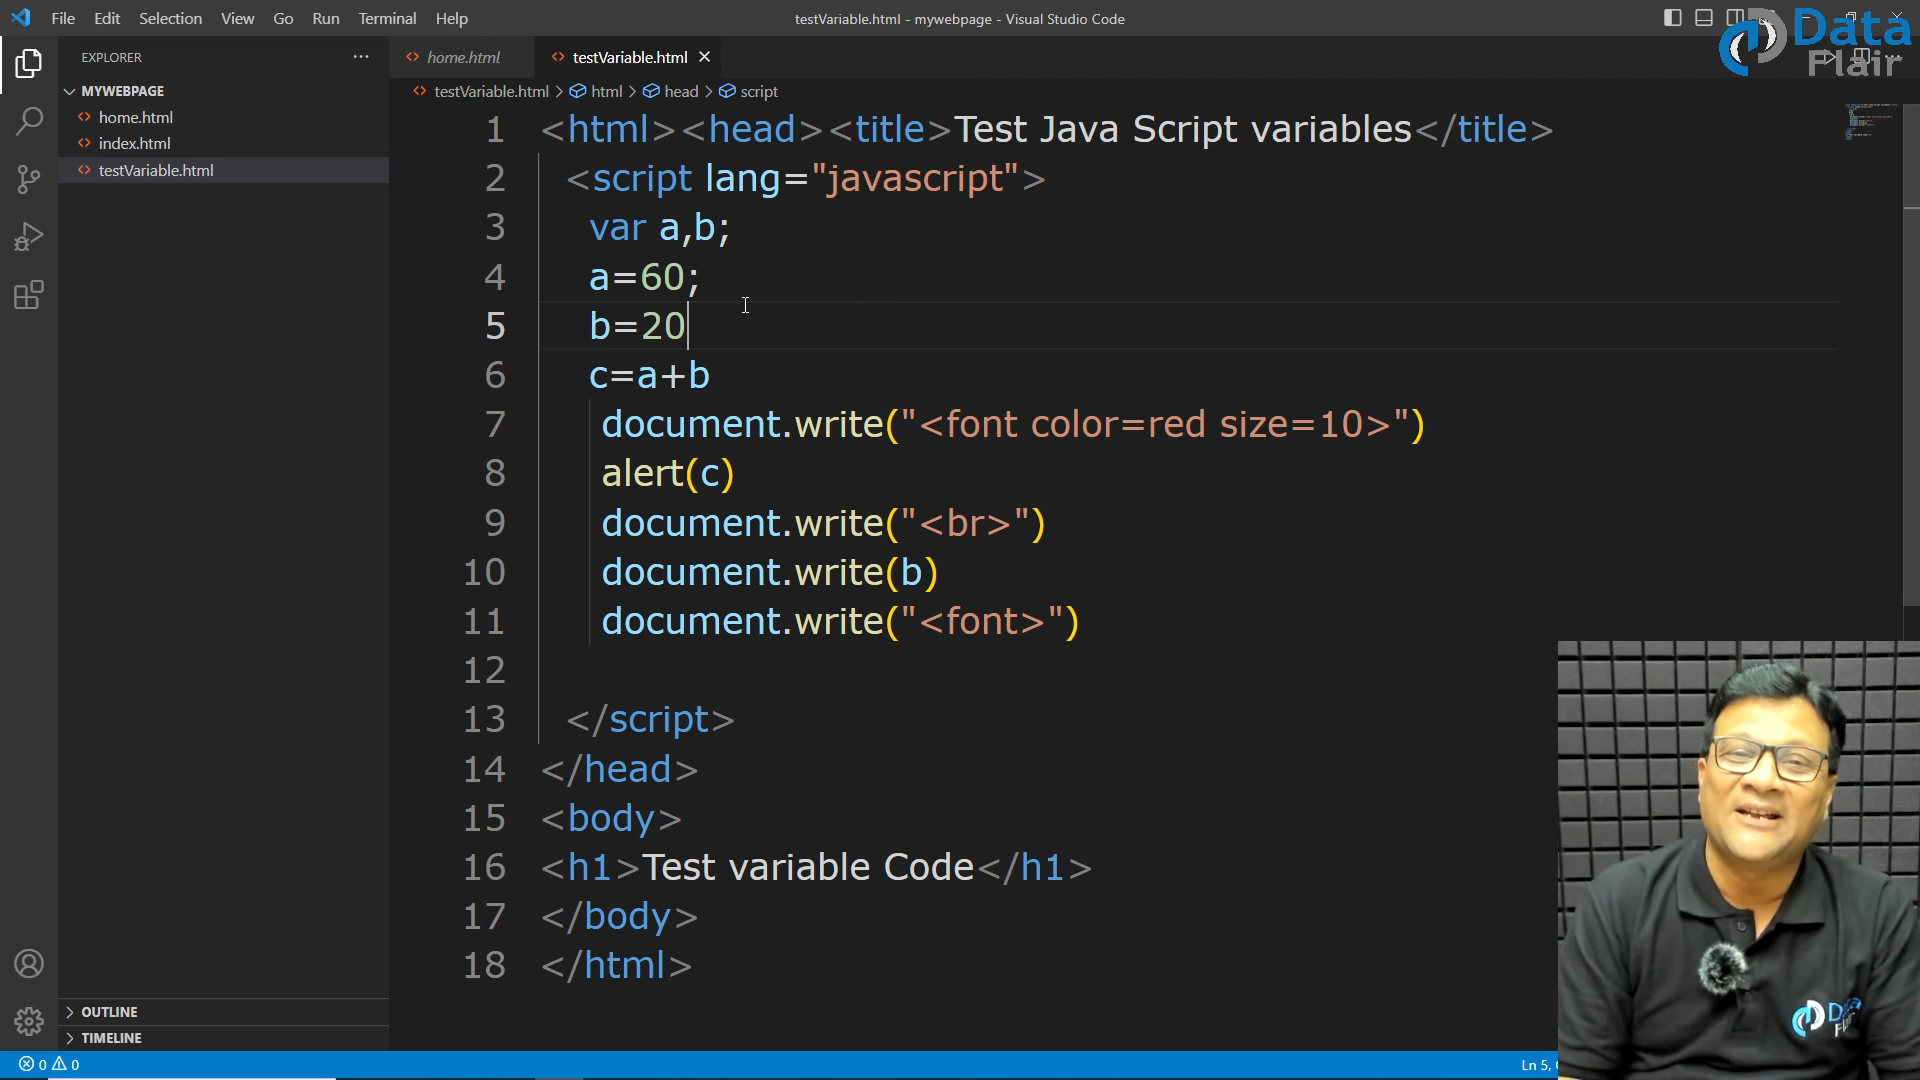 File Edit Selection View Go Run Terminal Help
testVariable.html - mywebpage - Visual Studio Code
Data
Flair
EXPLORER
home.html
testVariable.html
MYWEBPAGE
testVariable.html > html > head > script
home.html
index.html
testVariable.html
1 <html><head><title>Test Java Script variables</title>
2 <script lang="javascript">
3 var a,b;
4 a=60;
5 b=20
6 c=a+b
7 document.write("<font color=red size=10>")
8 alert(c)
9 document.write("<br>")
10 document.write(b)
11 document.write("<font>")
12
13 </script>
14 </head>
15 <body>
16 <h1>Test variable Code</h1>
17 </body>
18 </html>
OUTLINE
TIMELINE
0 0
Ln 5,